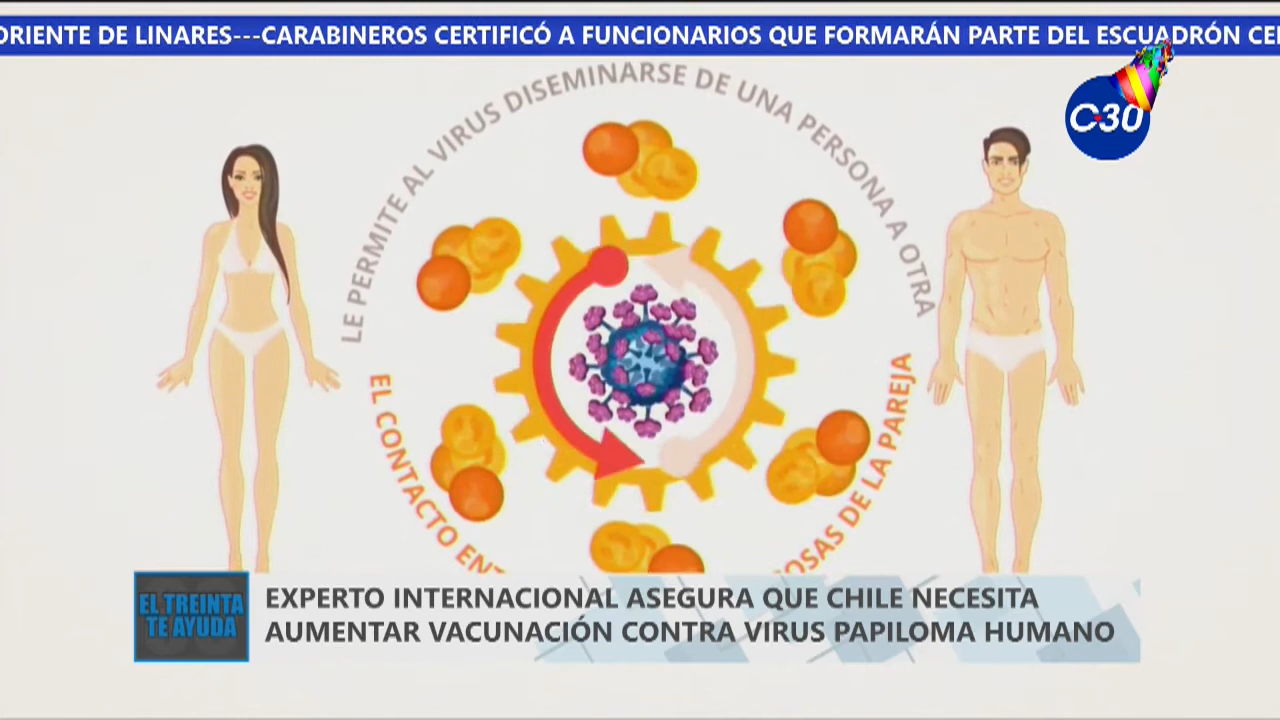 ORIENTE DE LINARES---CARABINEROS CERTIFICÓ A FUNCIONARIOS QUE FORMARÁN PARTE DEL ESCUADRÓN
C30
LE PERMITE AL VIRUS DISEMINARSE DE UNA PERSONA A OTRA
EL CONTACTO
DE LA PAREJA
EL TREINTA
TE AYUDA
EXPERTO INTERNACIONAL ASEGURA QUE CHILE NECESITA
AUMENTAR VACUNACIÓN CONTRA VIRUS PAPILOMA HUMANO